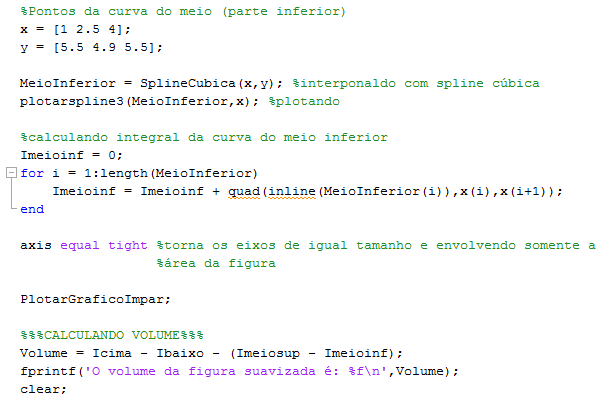 %Pontos da curva do meio (parte inferior)
x = [1 2.5 4];
y = [5.5 4.9 5.5];
MeioInferior = SplineCubica(x,y); %interponaldo com spline cúbica
plotarspline3(MeioInferior,x); %plotando
%calculando integral da curva do meio inferior
Imeioinf = 0;
for i = 1:length(MeioInferior)
Imeioinf = Imeioinf + quad(inline(MeioInferior(i)),x(i),x(i+1));
end
axis equal tight %torna os eixos de igual tamanho e envolvendo somente a
%área da figura
PlotarGraficoImpar;
%%%CALCULANDO VOLUME%%%
Volume = Icima - Ibaixo - (Imeiosup - Imeioinf);
fprintf('O volume da figura suavizada é: %f\n',Volume);
clear;